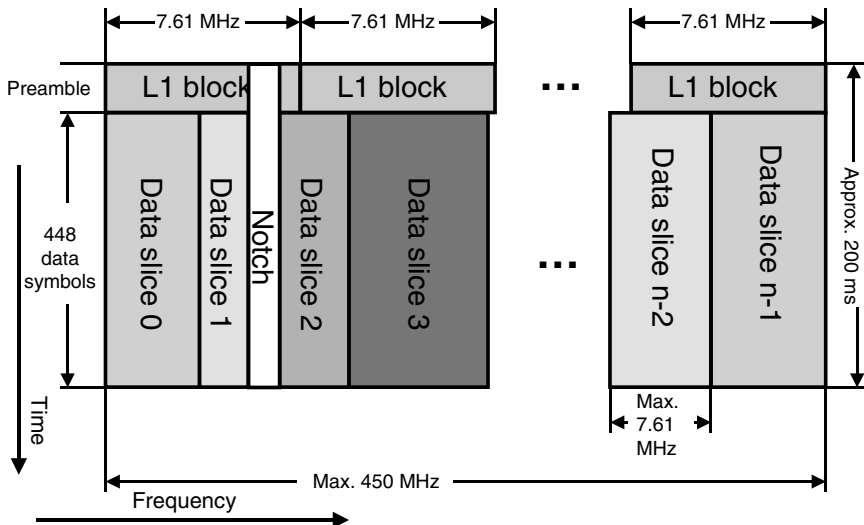 7.61 MHz
7.61 MHz
7.61 MHz
Preamble
L1 block
L1 block
...
L1 block
448
data
symbols
Data slice 0
Data slice 1
Notch
Data slice 2
Data slice 3
...
Data slice n-2
Data slice n-1
Approx. 200 ms
Time
Max.
7.61
MHz
Max. 450 MHz
Frequency